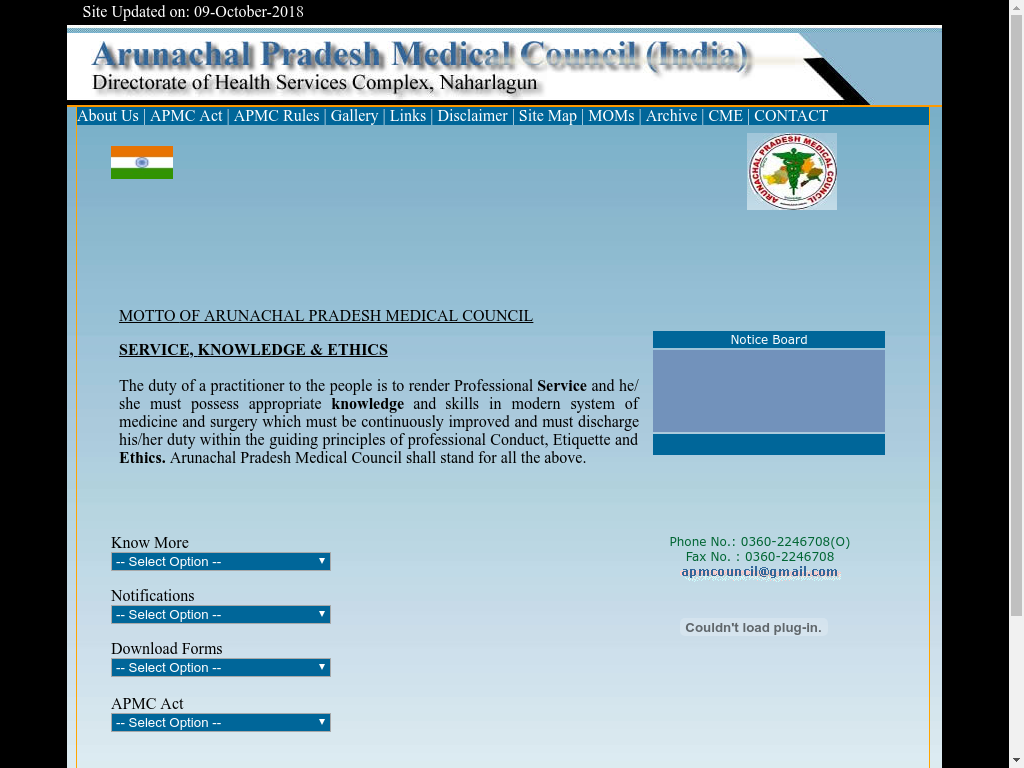 Site Updated on: 09-October-2018
Arunachal Pradesh Medical Council (India)
Directorate of Health Services Complex, Naharlagun
About Us | APMC Act | APMC Rules | Gallery | Links | Disclaimer | Site Map | MOMs | Archive | CME | CONTACT
ARUNACHAL PRADESH MEDICAL COUNCIL
MOTTO OF ARUNACHAL PRADESH MEDICAL COUNCIL
SERVICE, KNOWLEDGE & ETHICS
The duty of a practitioner to the people is to render Professional Service and he/
she must possess appropriate knowledge and skills in modern system of
medicine and surgery which must be continuously improved and must discharge
his/her duty within the guiding principles of professional Conduct, Etiquette and
Ethics. Arunachal Pradesh Medical Council shall stand for all the above.
Notice Board
Know More
-- Select Option --
Notifications
-- Select Option --
Download Forms
-- Select Option --
APMC Act
-- Select Option --
Phone No.: 0360-2246708(O)
Fax No. : 0360-2246708
apmcouncil@gmail.com
Couldn't load plug-in.